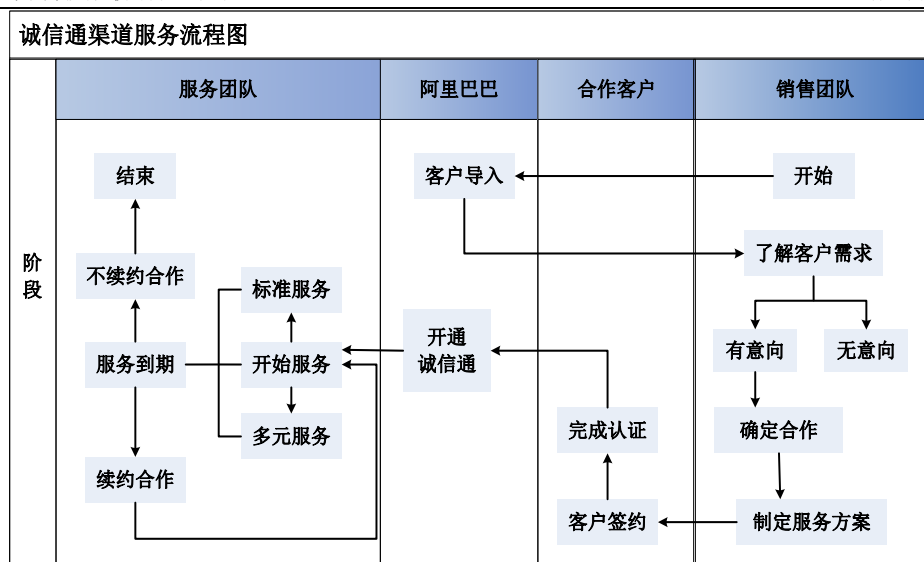 诚信通渠道服务流程图
服务团队
阿里巴巴
合作客户
销售团队
阶
段
结束
客户导入
开始
不续约合作
标准服务
了解客户需求
服务到期
开始服务
开通
诚信通
有意向
无意向
多元服务
完成认证
确定合作
续约合作
客户签约
制定服务方案